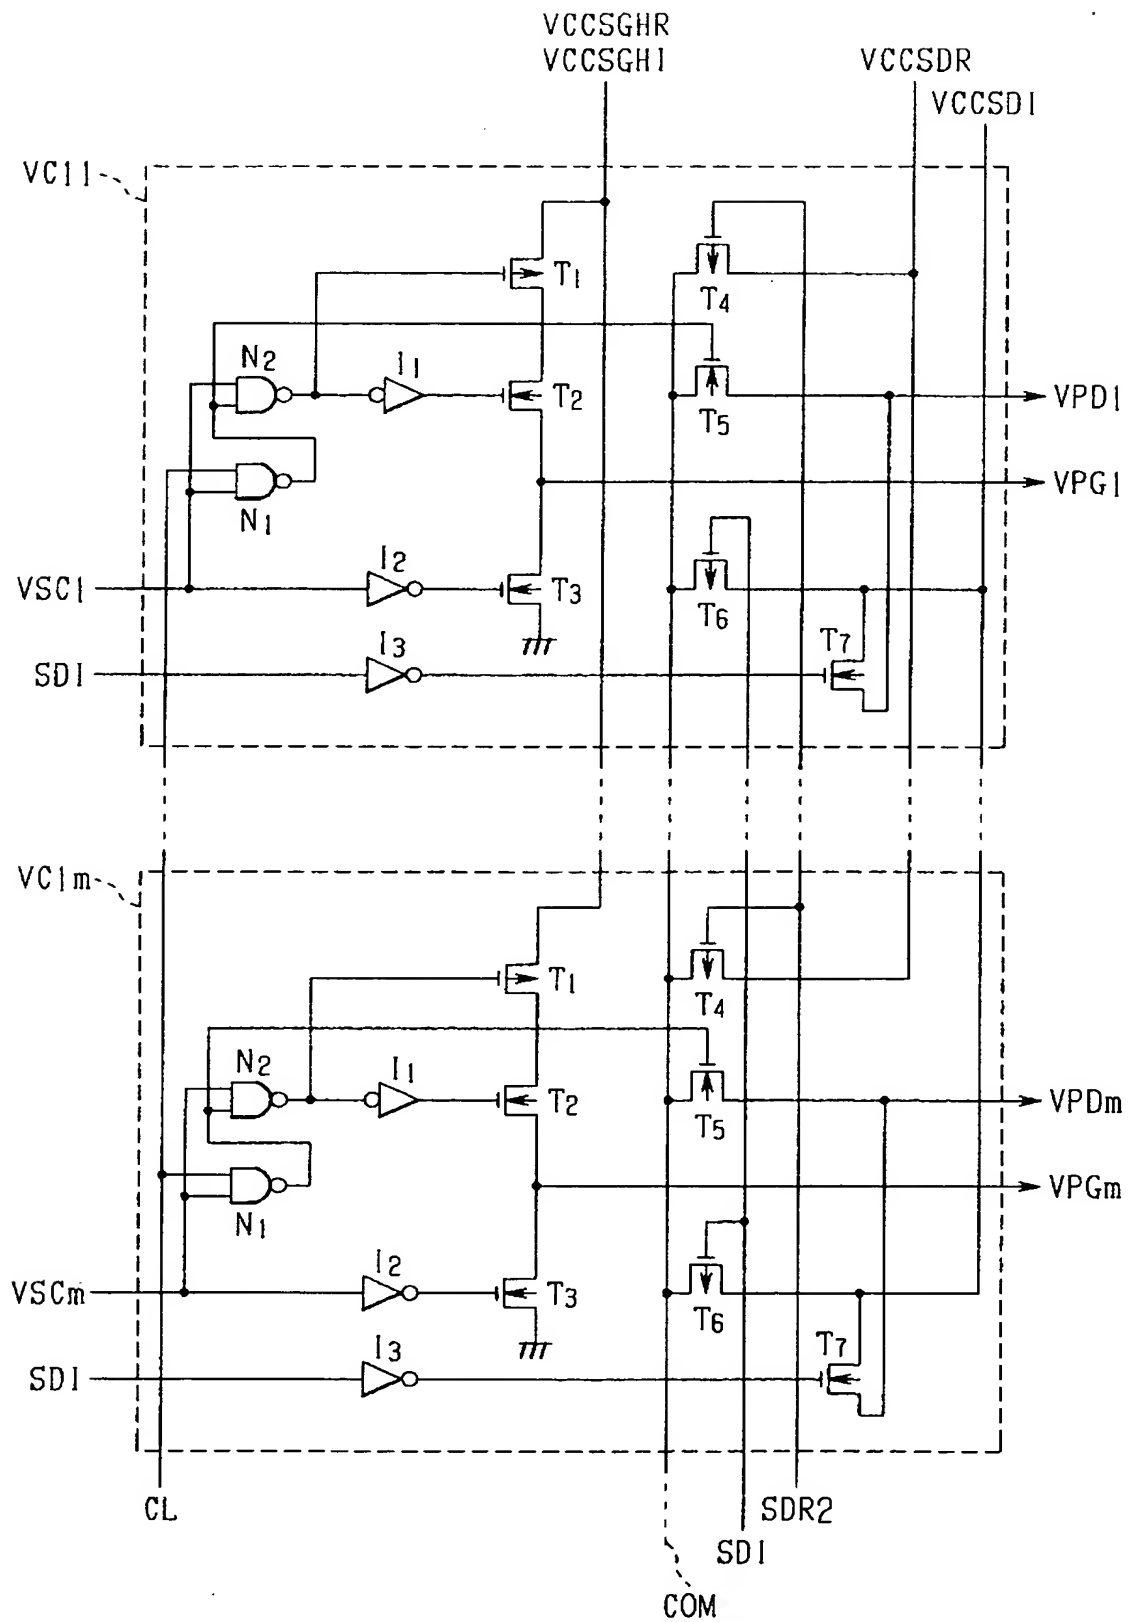 VCCSGHR
VCCSGHI
VCCSDR
VCCSDI
VC11
T1
T4
N2
I1
T2
T5
VPD1
VPG1
N1
I2
VSC1
T3
T6
I3
T7
SDI
VC1m
T1
T4
N2
I1
T2
T5
VPDm
VPGm
N1
I2
VSCm
T3
T6
I3
T7
SDI
CL
SDR2
SDI
COM